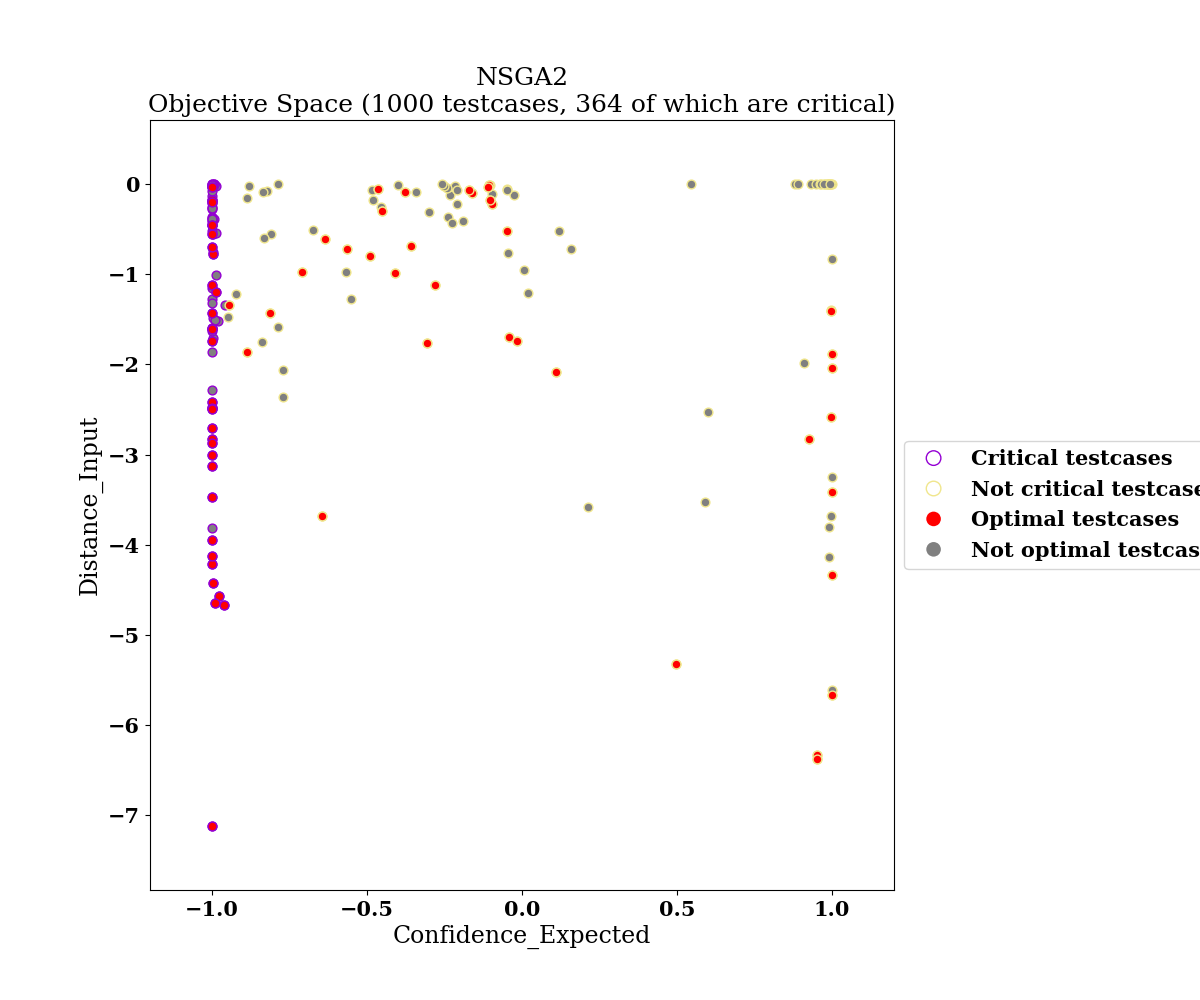 NSGA2
Objective Space (1000 testcases, 364 of which are critical)
0
−1
−2
−3
−4
−5
−6
−7
Distance_Input
−1.0
−0.5
0.0
0.5
1.0
Confidence_Expected
Critical testcases
Not critical testcase
Optimal testcases
Not optimal testcas